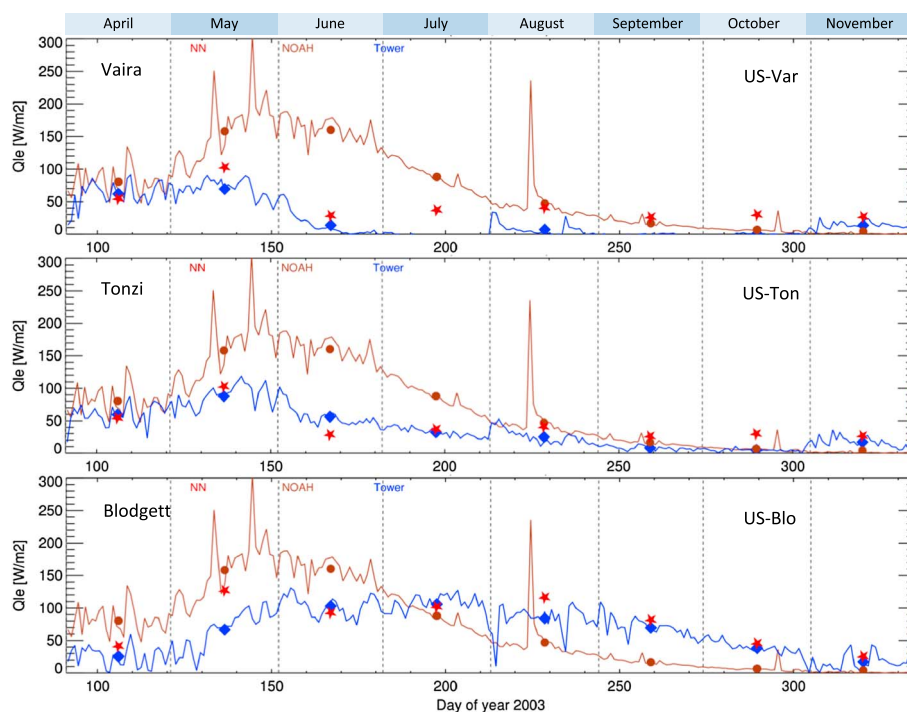 April May June July August September October November
NN NOAH Tower
Vaira US-Var
Qle [W/m2]
300
250
200
150
100
50
0
100 150 200 250 300
NN NOAH Tower
Tonzi US-Ton
Qle [W/m2]
300
250
200
150
100
50
0
100 150 200 250 300
NN NOAH Tower
Blodgett US-Blo
Qle [W/m2]
300
250
200
150
100
50
0
100 150 200 250 300
Day of year 2003